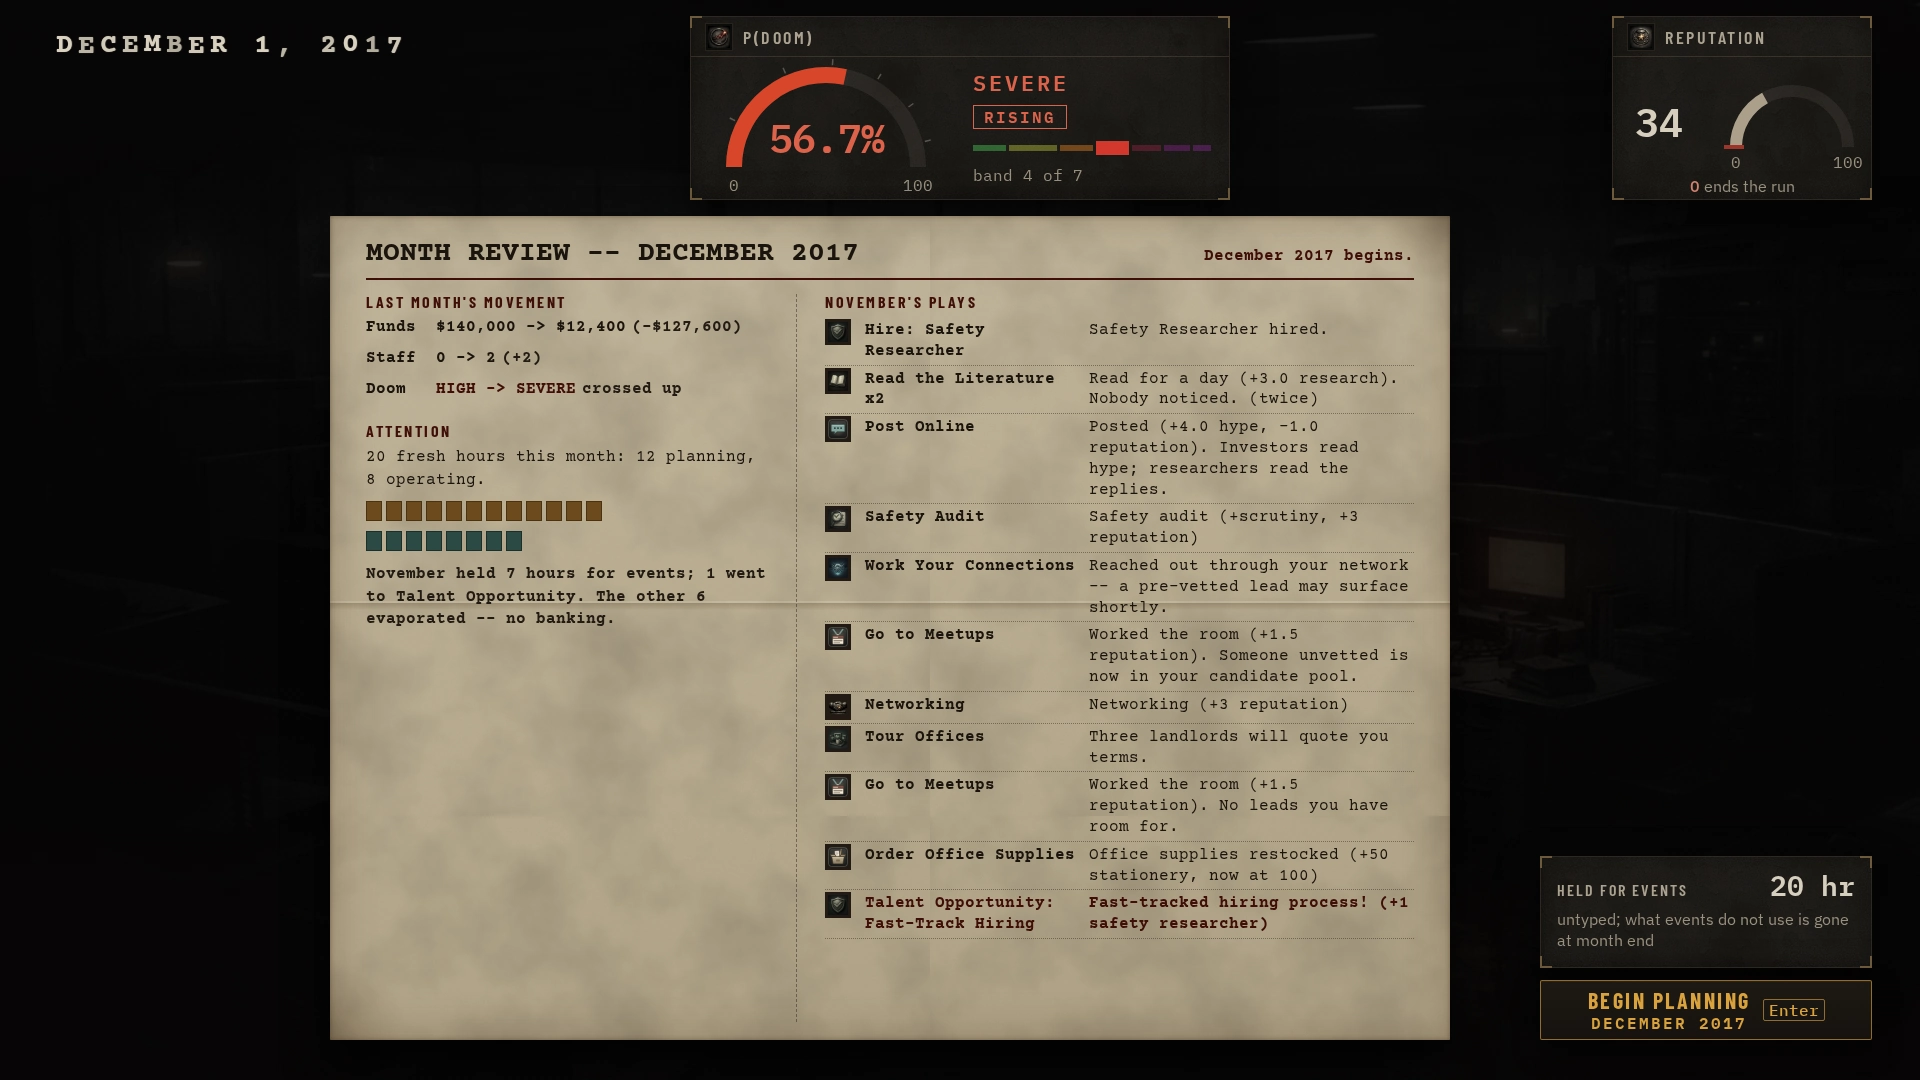 DECEMBER 1, 2017
P(DOOM)
56.7%
0
100
SEVERE
RISING
band 4 of 7
REPUTATION
34
0
100
0 ends the run
MONTH REVIEW -- DECEMBER 2017
December 2017 begins.
LAST MONTH'S MOVEMENT
Funds $140,000 -> $12,400 (-$127,600)
Staff 0 -> 2 (+2)
Doom HIGH -> SEVERE crossed up
ATTENTION
20 fresh hours this month: 12 planning,
8 operating.
November held 7 hours for events; 1 went
to Talent Opportunity. The other 6
evaporated -- no banking.
NOVEMBER'S PLAYS
Hire: Safety
Researcher
Safety Researcher hired.
Read the Literature
x2
Read for a day (+3.0 research).
Nobody noticed. (twice)
Post Online
Posted (+4.0 hype, -1.0
reputation). Investors read
hype; researchers read the
replies.
Safety Audit
Safety audit (+scrutiny, +3
reputation)
Work Your Connections
Reached out through your network
-- a pre-vetted lead may surface
shortly.
Go to Meetups
Worked the room (+1.5
reputation). Someone unvetted is
now in your candidate pool.
Networking
Networking (+3 reputation)
Tour Offices
Three landlords will quote you
terms.
Go to Meetups
Worked the room (+1.5
reputation). No leads you have
room for.
Order Office Supplies
Office supplies restocked (+50
stationery, now at 100)
Talent Opportunity:
Fast-Track Hiring
Fast-tracked hiring process! (+1
safety researcher)
HELD FOR EVENTS
20 hr
untyped; what events do not use is gone
at month end
BEGIN PLANNING
DECEMBER 2017
Enter